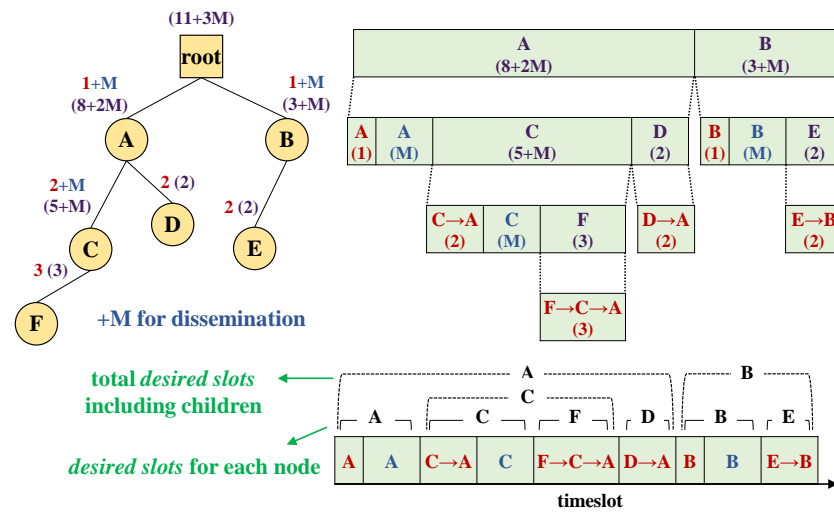 (11+3M)
root
1+M
(8+2M)
1+M
(3+M)
A
B
2+M
(5+M)
2 (2)
2 (2)
C
D
E
3 (3)
F
+M for dissemination
A
(8+2M)
B
(3+M)
A
(1)
A
(M)
C
(5+M)
D
(2)
B
(1)
B
(M)
E
(2)
C→A
(2)
C
(M)
F
(3)
D→A
(2)
E→B
(2)
F→C→A
(3)
total desired slots
including children
desired slots for each node
A
B
C
A
C
F
D
B
E
A
A
C→A
C
F→C→A
D→A
B
B
E→B
timeslot